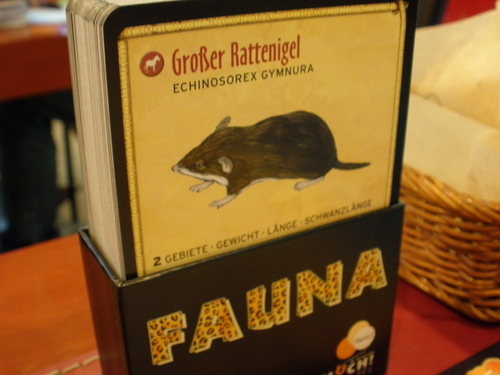 Großer Rattenigel
ECHINOSOREX GYMNURA
2 GEBIETE · GEWICHT · LÄNGE · SCHWANZLÄNGE
FAUNA